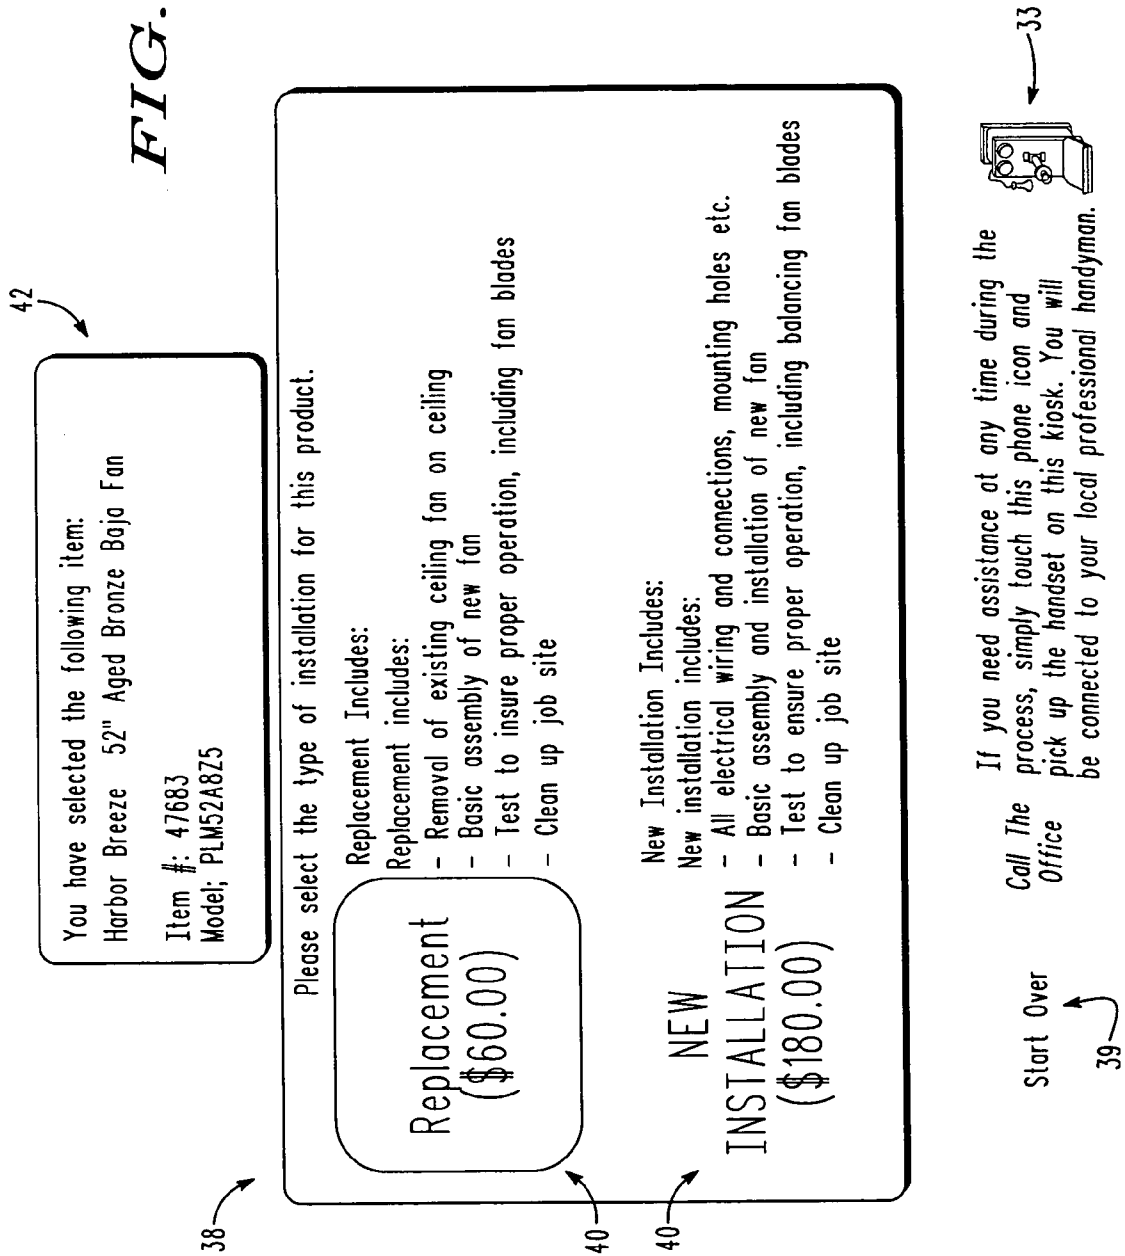 FIG.
42
You have selected the following item:
Harbor Breeze 52" Aged Bronze Baja Fan
Item #: 47683
Model; PLM52A8Z5
38
Please select the type of installation for this product.
Replacement
($60.00)
Replacement Includes:
Replacement includes:
- Removal of existing ceiling fan on ceiling
- Basic assembly of new fan
- Test to insure proper operation, including fan blades
- Clean up job site
40
40
NEW
INSTALLATION
($180.00)
New Installation Includes:
New installation includes:
- All electrical wiring and connections, mounting holes etc.
- Basic assembly and installation of new fan
- Test to ensure proper operation, including balancing fan blades
- Clean up job site
Start Over
39
Call The
Office
If you need assistance at any time during the
process, simply touch this phone icon and
pick up the handset on this kiosk. You will
be connected to your local professional handyman.
33